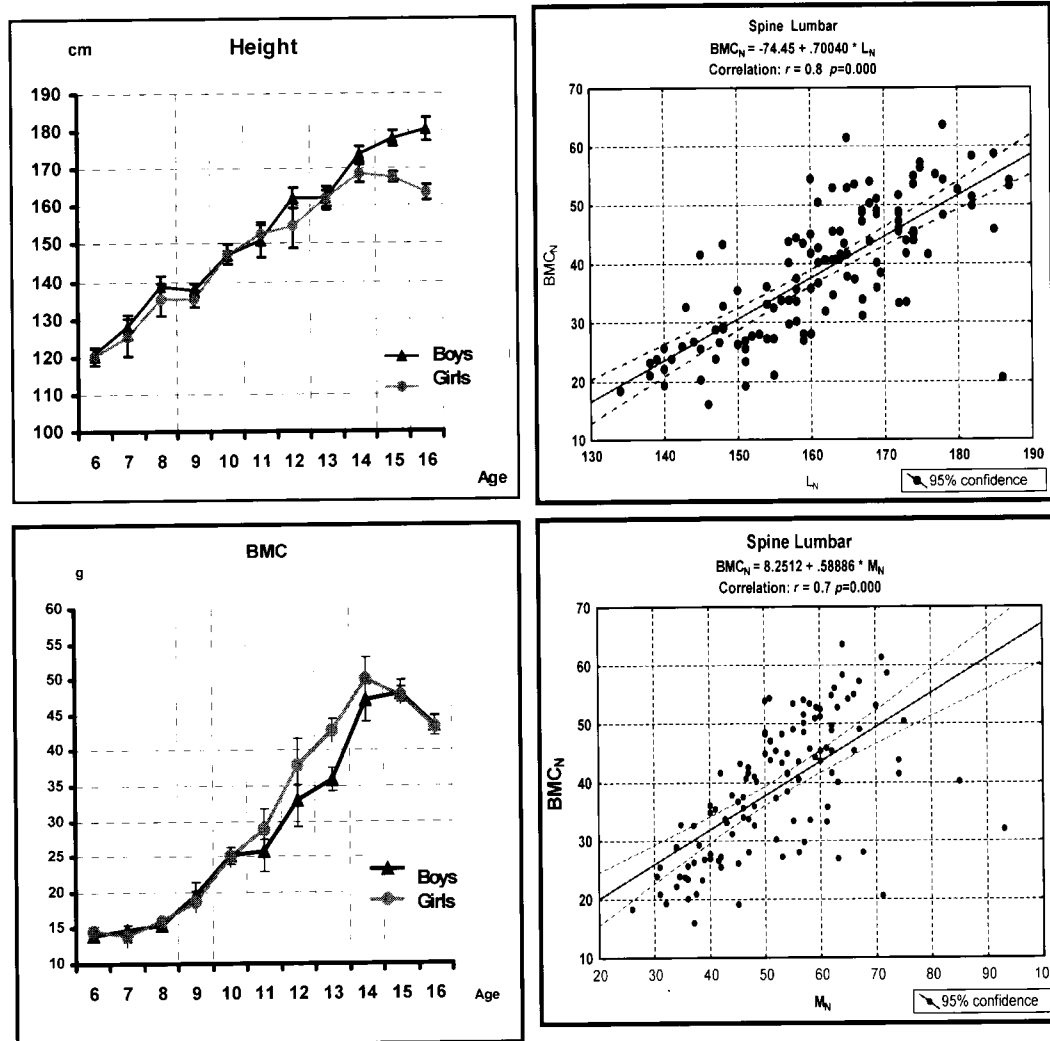 cm
Height
190
180
170
160
150
140
130
120
110
100
Boys
Girls
6 7 8 9 10 11 12 13 14 15 16
Age
Spine Lumbar
BMC_N = -74.45 + .70040 * L_N
Correlation: r = 0.8 p=0.000
BMC_N
70
60
50
40
30
20
10
130 140 150 160 170 180 190
L_N
95% confidence
BMC
g
60
55
50
45
40
35
30
25
20
15
10
Boys
Girls
6 7 8 9 10 11 12 13 14 15 16
Age
Spine Lumbar
BMC_N = 8.2512 + .58886 * M_N
Correlation: r = 0.7 p=0.000
BMC_N
70
60
50
40
30
20
10
20 30 40 50 60 70 80 90 10
M_N
95% confidence